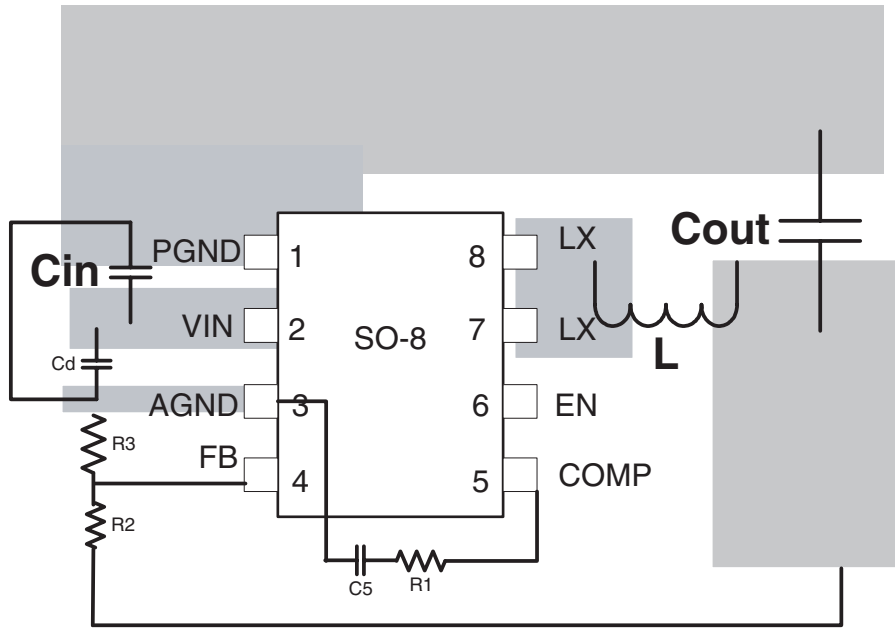 Cout
PGND
1
8
LX
Cin
VIN
2
SO-8
7
LX
L
Cd
AGND
3
6
EN
R3
FB
4
5
COMP
R2
C5
R1